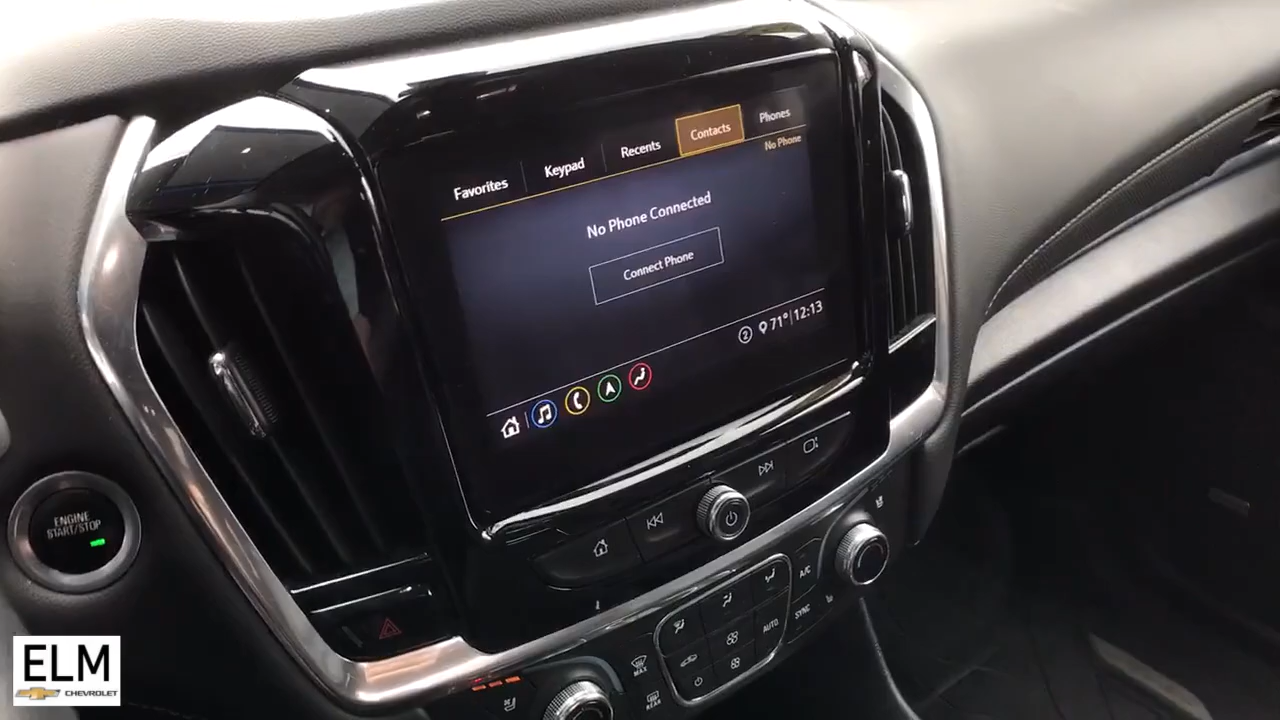 Favorites
Keypad
Recents
Contacts
Phones
No Phone
No Phone Connected
Connect Phone
2
71° 12:13
ENGINE
START/STOP
A/C
SYNC
AUTO
MAX
REAR
ELM
CHEVROLET